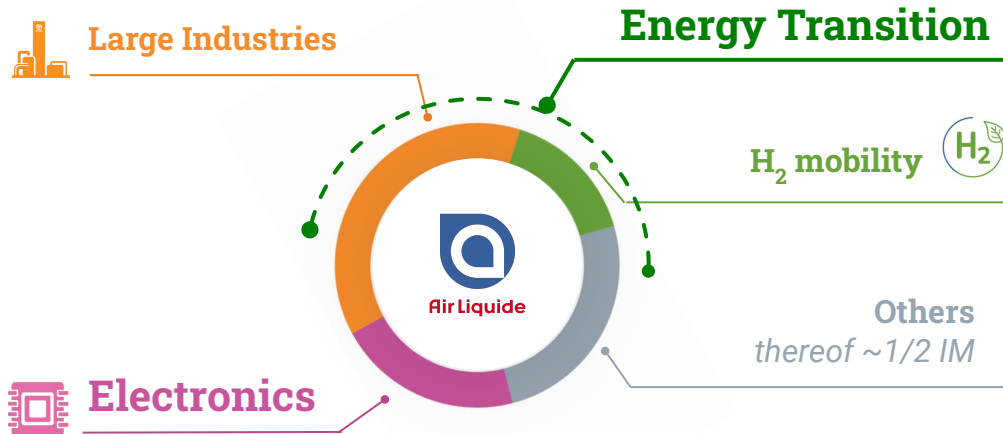 Large Industries
Energy Transition
H₂ mobility
H₂
Air Liquide
Others
thereof ~1/2 IM
Electronics